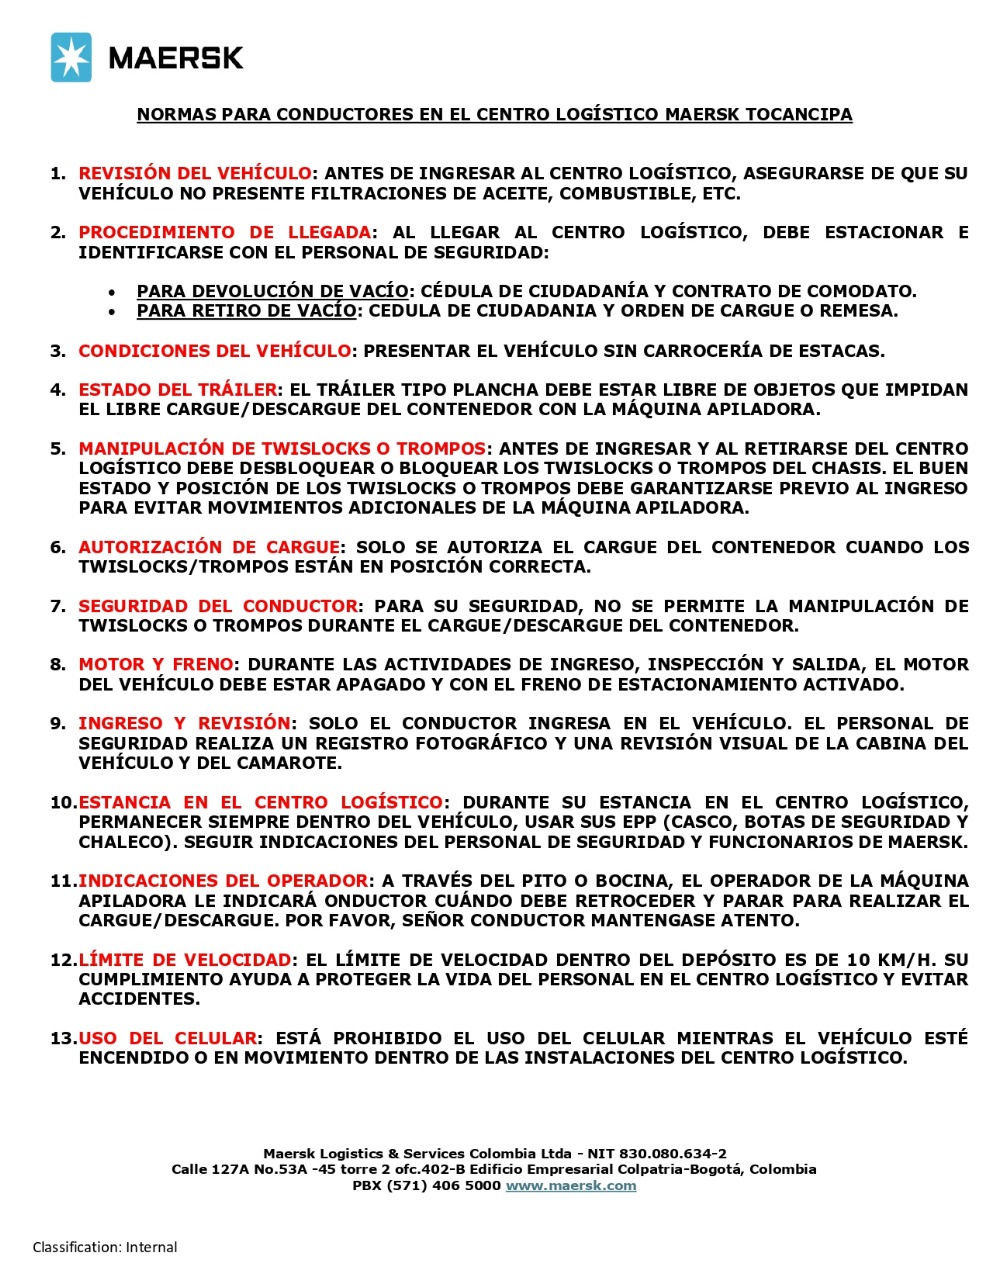 MAERSK
NORMAS PARA CONDUCTORES EN EL CENTRO LOGÍSTICO MAERSK TOCANCIPA
1. REVISIÓN DEL VEHÍCULO: ANTES DE INGRESAR AL CENTRO LOGÍSTICO, ASEGURARSE DE QUE SU
VEHÍCULO NO PRESENTE FILTRACIONES DE ACEITE, COMBUSTIBLE, ETC.
2. PROCEDIMIENTO DE LLEGADA: AL LLEGAR AL CENTRO LOGÍSTICO, DEBE ESTACIONAR E
IDENTIFICARSE CON EL PERSONAL DE SEGURIDAD:
• PARA DEVOLUCIÓN DE VACÍO: CÉDULA DE CIUDADANÍA Y CONTRATO DE COMODATO.
• PARA RETIRO DE VACÍO: CEDULA DE CIUDADANIA Y ORDEN DE CARGUE O REMESA.
3. CONDICIONES DEL VEHÍCULO: PRESENTAR EL VEHÍCULO SIN CARROCERÍA DE ESTACAS.
4. ESTADO DEL TRÁILER: EL TRÁILER TIPO PLANCHA DEBE ESTAR LIBRE DE OBJETOS QUE IMPIDAN
EL LIBRE CARGUE/DESCARGUE DEL CONTENEDOR CON LA MÁQUINA APILADORA.
5. MANIPULACIÓN DE TWISLOCKS O TROMPOS: ANTES DE INGRESAR Y AL RETIRARSE DEL CENTRO
LOGÍSTICO DEBE DESBLOQUEAR O BLOQUEAR LOS TWISLOCKS O TROMPOS DEL CHASIS. EL BUEN
ESTADO Y POSICIÓN DE LOS TWISLOCKS O TROMPOS DEBE GARANTIZARSE PREVIO AL INGRESO
PARA EVITAR MOVIMIENTOS ADICIONALES DE LA MÁQUINA APILADORA.
6. AUTORIZACIÓN DE CARGUE: SOLO SE AUTORIZA EL CARGUE DEL CONTENEDOR CUANDO LOS
TWISLOCKS/TROMPOS ESTÁN EN POSICIÓN CORRECTA.
7. SEGURIDAD DEL CONDUCTOR: PARA SU SEGURIDAD, NO SE PERMITE LA MANIPULACIÓN DE
TWISLOCKS O TROMPOS DURANTE EL CARGUE/DESCARGUE DEL CONTENEDOR.
8. MOTOR Y FRENO: DURANTE LAS ACTIVIDADES DE INGRESO, INSPECCIÓN Y SALIDA, EL MOTOR
DEL VEHÍCULO DEBE ESTAR APAGADO Y CON EL FRENO DE ESTACIONAMIENTO ACTIVADO.
9. INGRESO Y REVISIÓN: SOLO EL CONDUCTOR INGRESA EN EL VEHÍCULO. EL PERSONAL DE
SEGURIDAD REALIZA UN REGISTRO FOTOGRÁFICO Y UNA REVISIÓN VISUAL DE LA CABINA DEL
VEHÍCULO Y DEL CAMAROTE.
10.ESTANCIA EN EL CENTRO LOGÍSTICO: DURANTE SU ESTANCIA EN EL CENTRO LOGÍSTICO,
PERMANECER SIEMPRE DENTRO DEL VEHÍCULO, USAR SUS EPP (CASCO, BOTAS DE SEGURIDAD Y
CHALECO). SEGUIR INDICACIONES DEL PERSONAL DE SEGURIDAD Y FUNCIONARIOS DE MAERSK.
11.INDICACIONES DEL OPERADOR: A TRAVÉS DEL PITO O BOCINA, EL OPERADOR DE LA MÁQUINA
APILADORA LE INDICARÁ ONDUCTOR CUÁNDO DEBE RETROCEDER Y PARAR PARA REALIZAR EL
CARGUE/DESCARGUE. POR FAVOR, SEÑOR CONDUCTOR MANTENGASE ATENTO.
12.LÍMITE DE VELOCIDAD: EL LÍMITE DE VELOCIDAD DENTRO DEL DEPÓSITO ES DE 10 KM/H. SU
CUMPLIMIENTO AYUDA A PROTEGER LA VIDA DEL PERSONAL EN EL CENTRO LOGÍSTICO Y EVITAR
ACCIDENTES.
13.USO DEL CELULAR: ESTÁ PROHIBIDO EL USO DEL CELULAR MIENTRAS EL VEHÍCULO ESTÉ
ENCENDIDO O EN MOVIMIENTO DENTRO DE LAS INSTALACIONES DEL CENTRO LOGÍSTICO.
Maersk Logistics & Services Colombia Ltda - NIT 830.080.634-2
Calle 127A No.53A -45 torre 2 ofc.402-B Edificio Empresarial Colpatria-Bogotá, Colombia
PBX (571) 406 5000 www.maersk.com
Classification: Internal